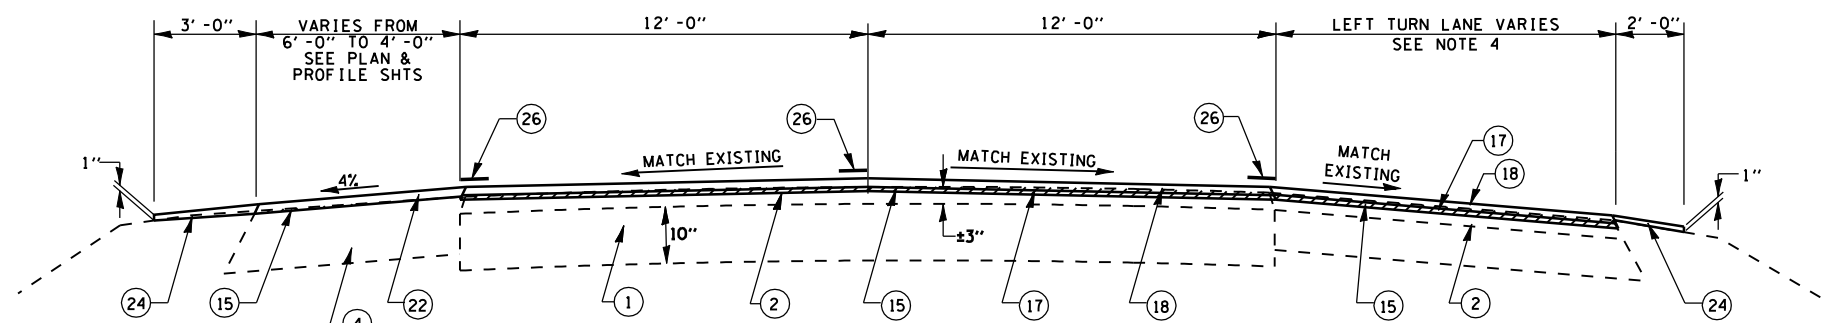 3'-0"
VARIES FROM
6'-0" TO 4'-0"
SEE PLAN &
PROFILE SHTS
12'-0"
12'-0"
LEFT TURN LANE VARIES
SEE NOTE 4
2'-0"
26
26
26
1"
4%
MATCH EXISTING
MATCH EXISTING
MATCH
EXISTING
17
18
1"
10"
±3"
24
15
4
22
1
2
15
17
18
15
2
24